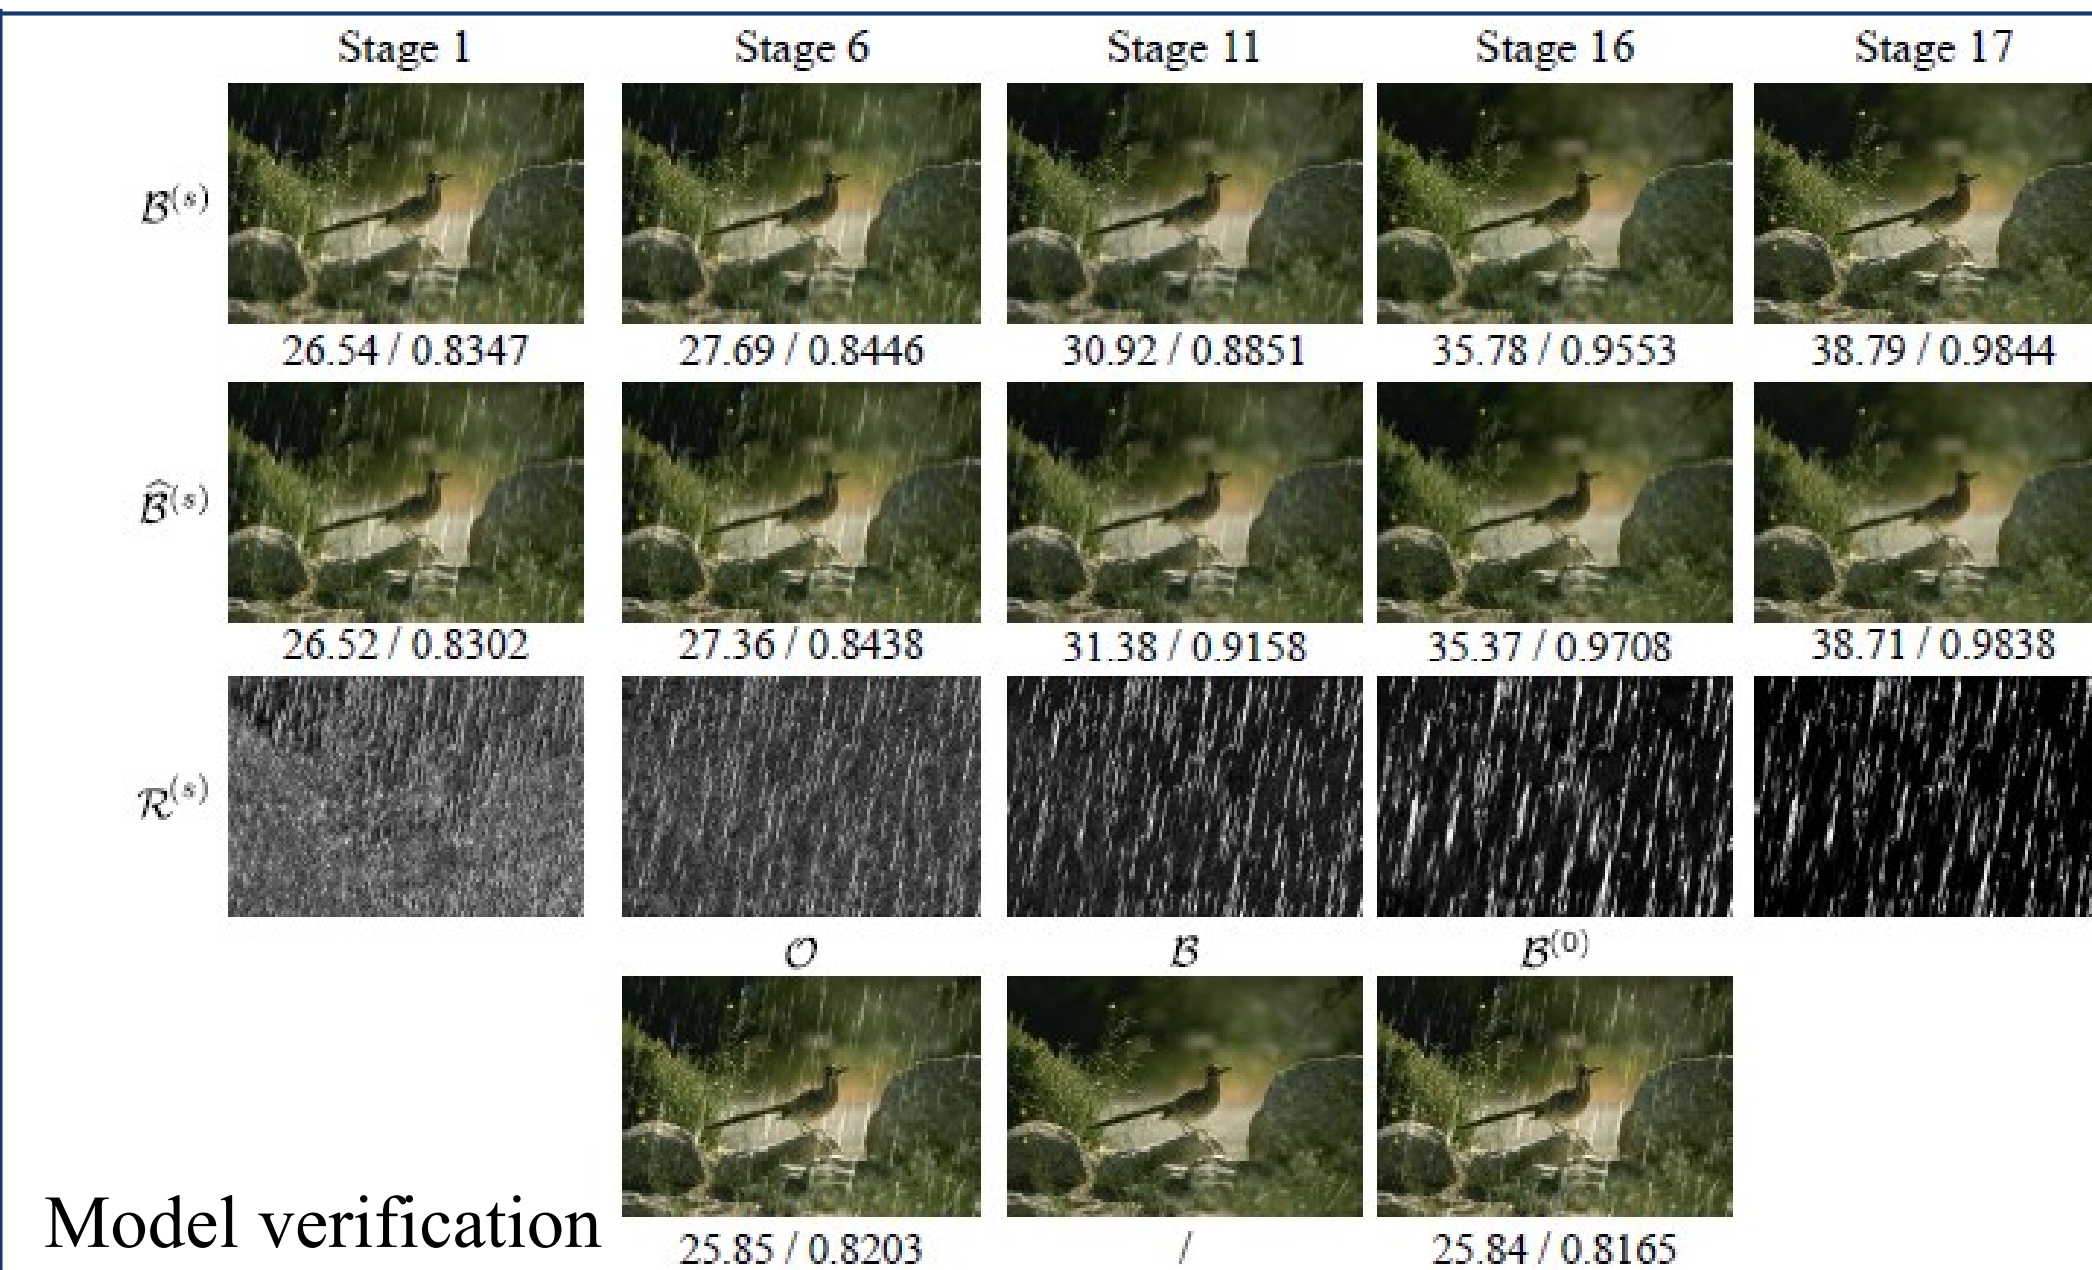 Stage 1 Stage 6 Stage 11 Stage 16 Stage 17
𝓑⁽ˢ⁾
26.54 / 0.8347 27.69 / 0.8446 30.92 / 0.8851 35.78 / 0.9553 38.79 / 0.9844
𝓑̂⁽ˢ⁾
26.52 / 0.8302 27.36 / 0.8438 31.38 / 0.9158 35.37 / 0.9708 38.71 / 0.9838
𝓡⁽ˢ⁾
𝒪 𝓑 𝓑⁽⁰⁾
Model verification
25.85 / 0.8203 / 25.84 / 0.8165